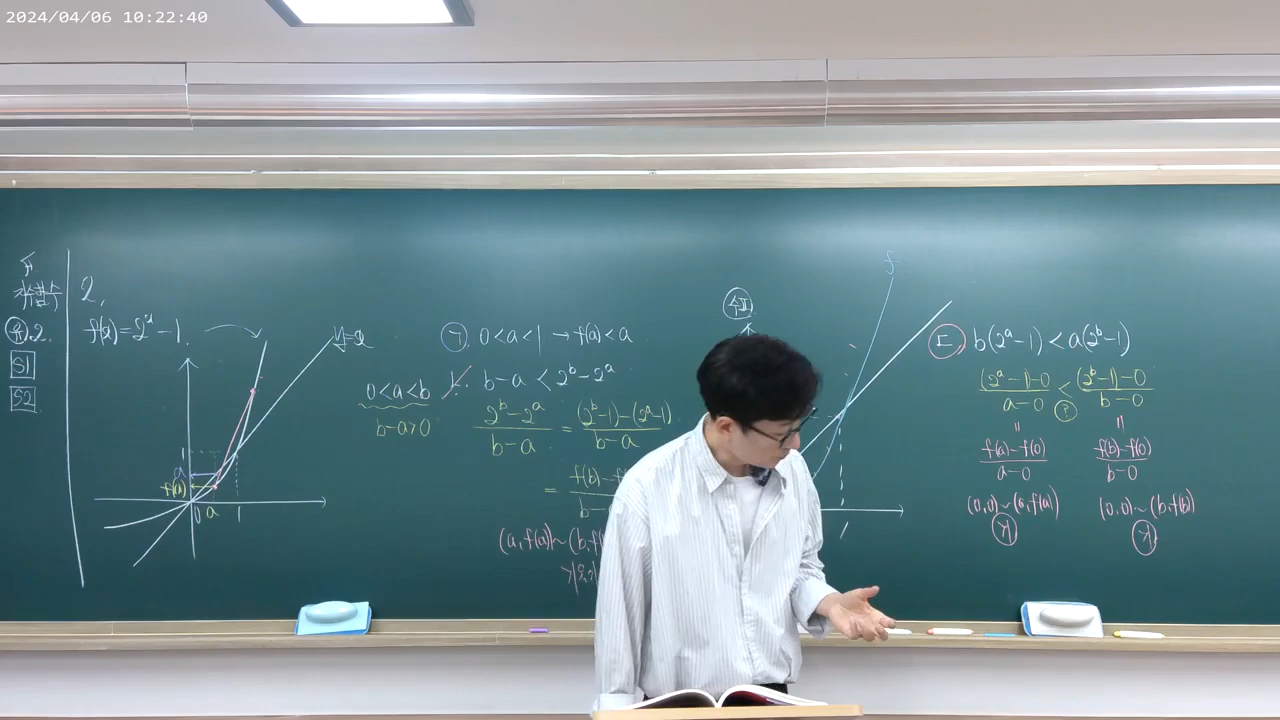 2024/04/06 10:22:40
지수함수
유.2.
S1
S2
2.
f(x)=2^x-1.
y=x
1
a
f(a)
0 a 1
0<a<b
b-a>0
ㄱ 0<a<1 → f(a)<a
ㄴ. b-a < 2^b-2^a
(2^b-2^a)/(b-a) = ((2^b-1)-(2^a-1))/(b-a)
(a, f(a))~(b,
수Ⅱ
f
1
ㄷ b(2^a-1)<a(2^b-1)
((2^a-1)-0)/(a-0) < ((2^b-1)-0)/(b-0)
?
= =
(f(a)-f(0))/(a-0) (f(b)-f(0))/(b-0)
(0,0)~(a,f(a)) (0,0)~(b,f(b))
기 기